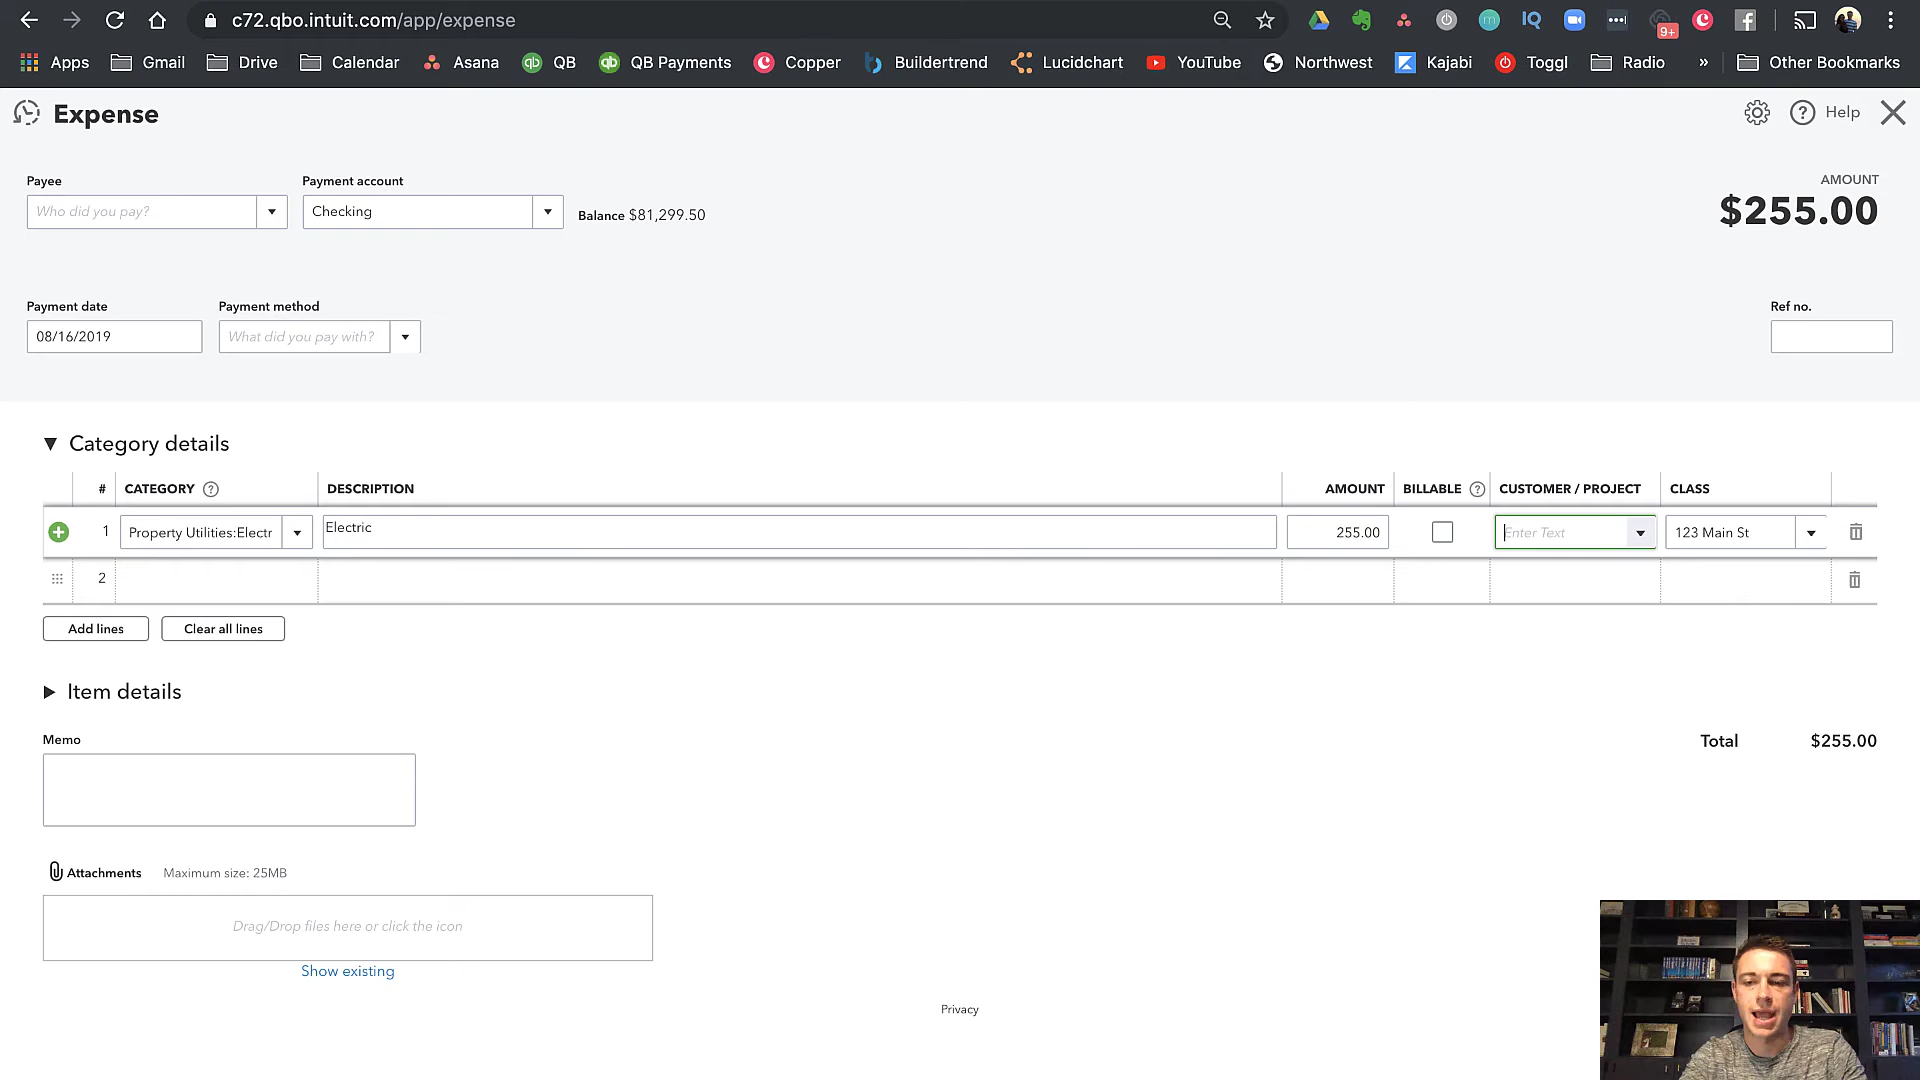 c72.qbo.intuit.com/app/expense
9+
Apps Gmail Drive Calendar Asana QB QB Payments Copper Buildertrend Lucidchart YouTube Northwest Kajabi Toggl Radio » Other Bookmarks
Expense
Help
Payee
Who did you pay?
Payment account
Checking
Balance $81,299.50
AMOUNT
$255.00
Payment date
08/16/2019
Payment method
What did you pay with?
Ref no.
Category details
# CATEGORY DESCRIPTION AMOUNT BILLABLE CUSTOMER / PROJECT CLASS
1 Property Utilities:Electr Electric 255.00 Enter Text 123 Main St
2
Add lines Clear all lines
Item details
Memo
Total $255.00
Attachments Maximum size: 25MB
Drag/Drop files here or click the icon
Show existing
Privacy